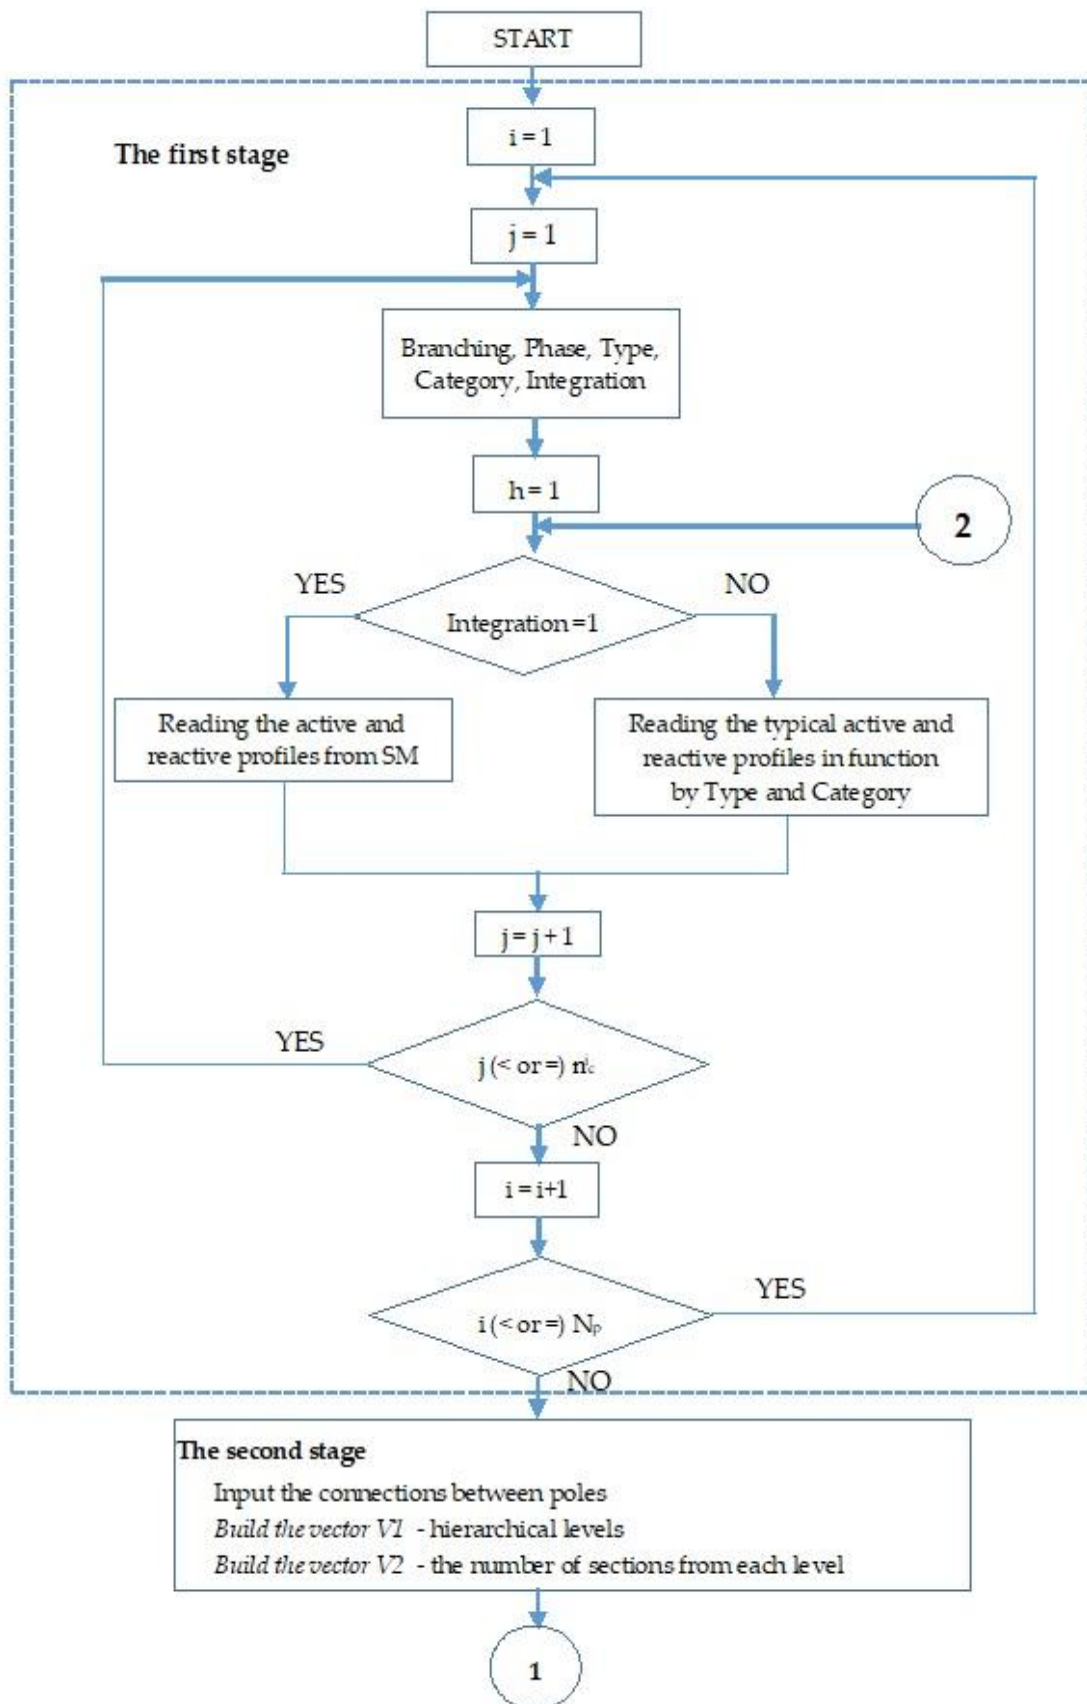 START
i = 1
The first stage
j = 1
Branching, Phase, Type,
Category, Integration
h = 1
2
YES
NO
Integration =1
Reading the active and
reactive profiles from SM
Reading the typical active and
reactive profiles in function
by Type and Category
j = j + 1
YES
j (< or =) nⁱc
NO
i = i+1
YES
i (< or =) Nₚ
NO
The second stage
Input the connections between poles
Build the vector V1 - hierarchical levels
Build the vector V2 - the number of sections from each level
1